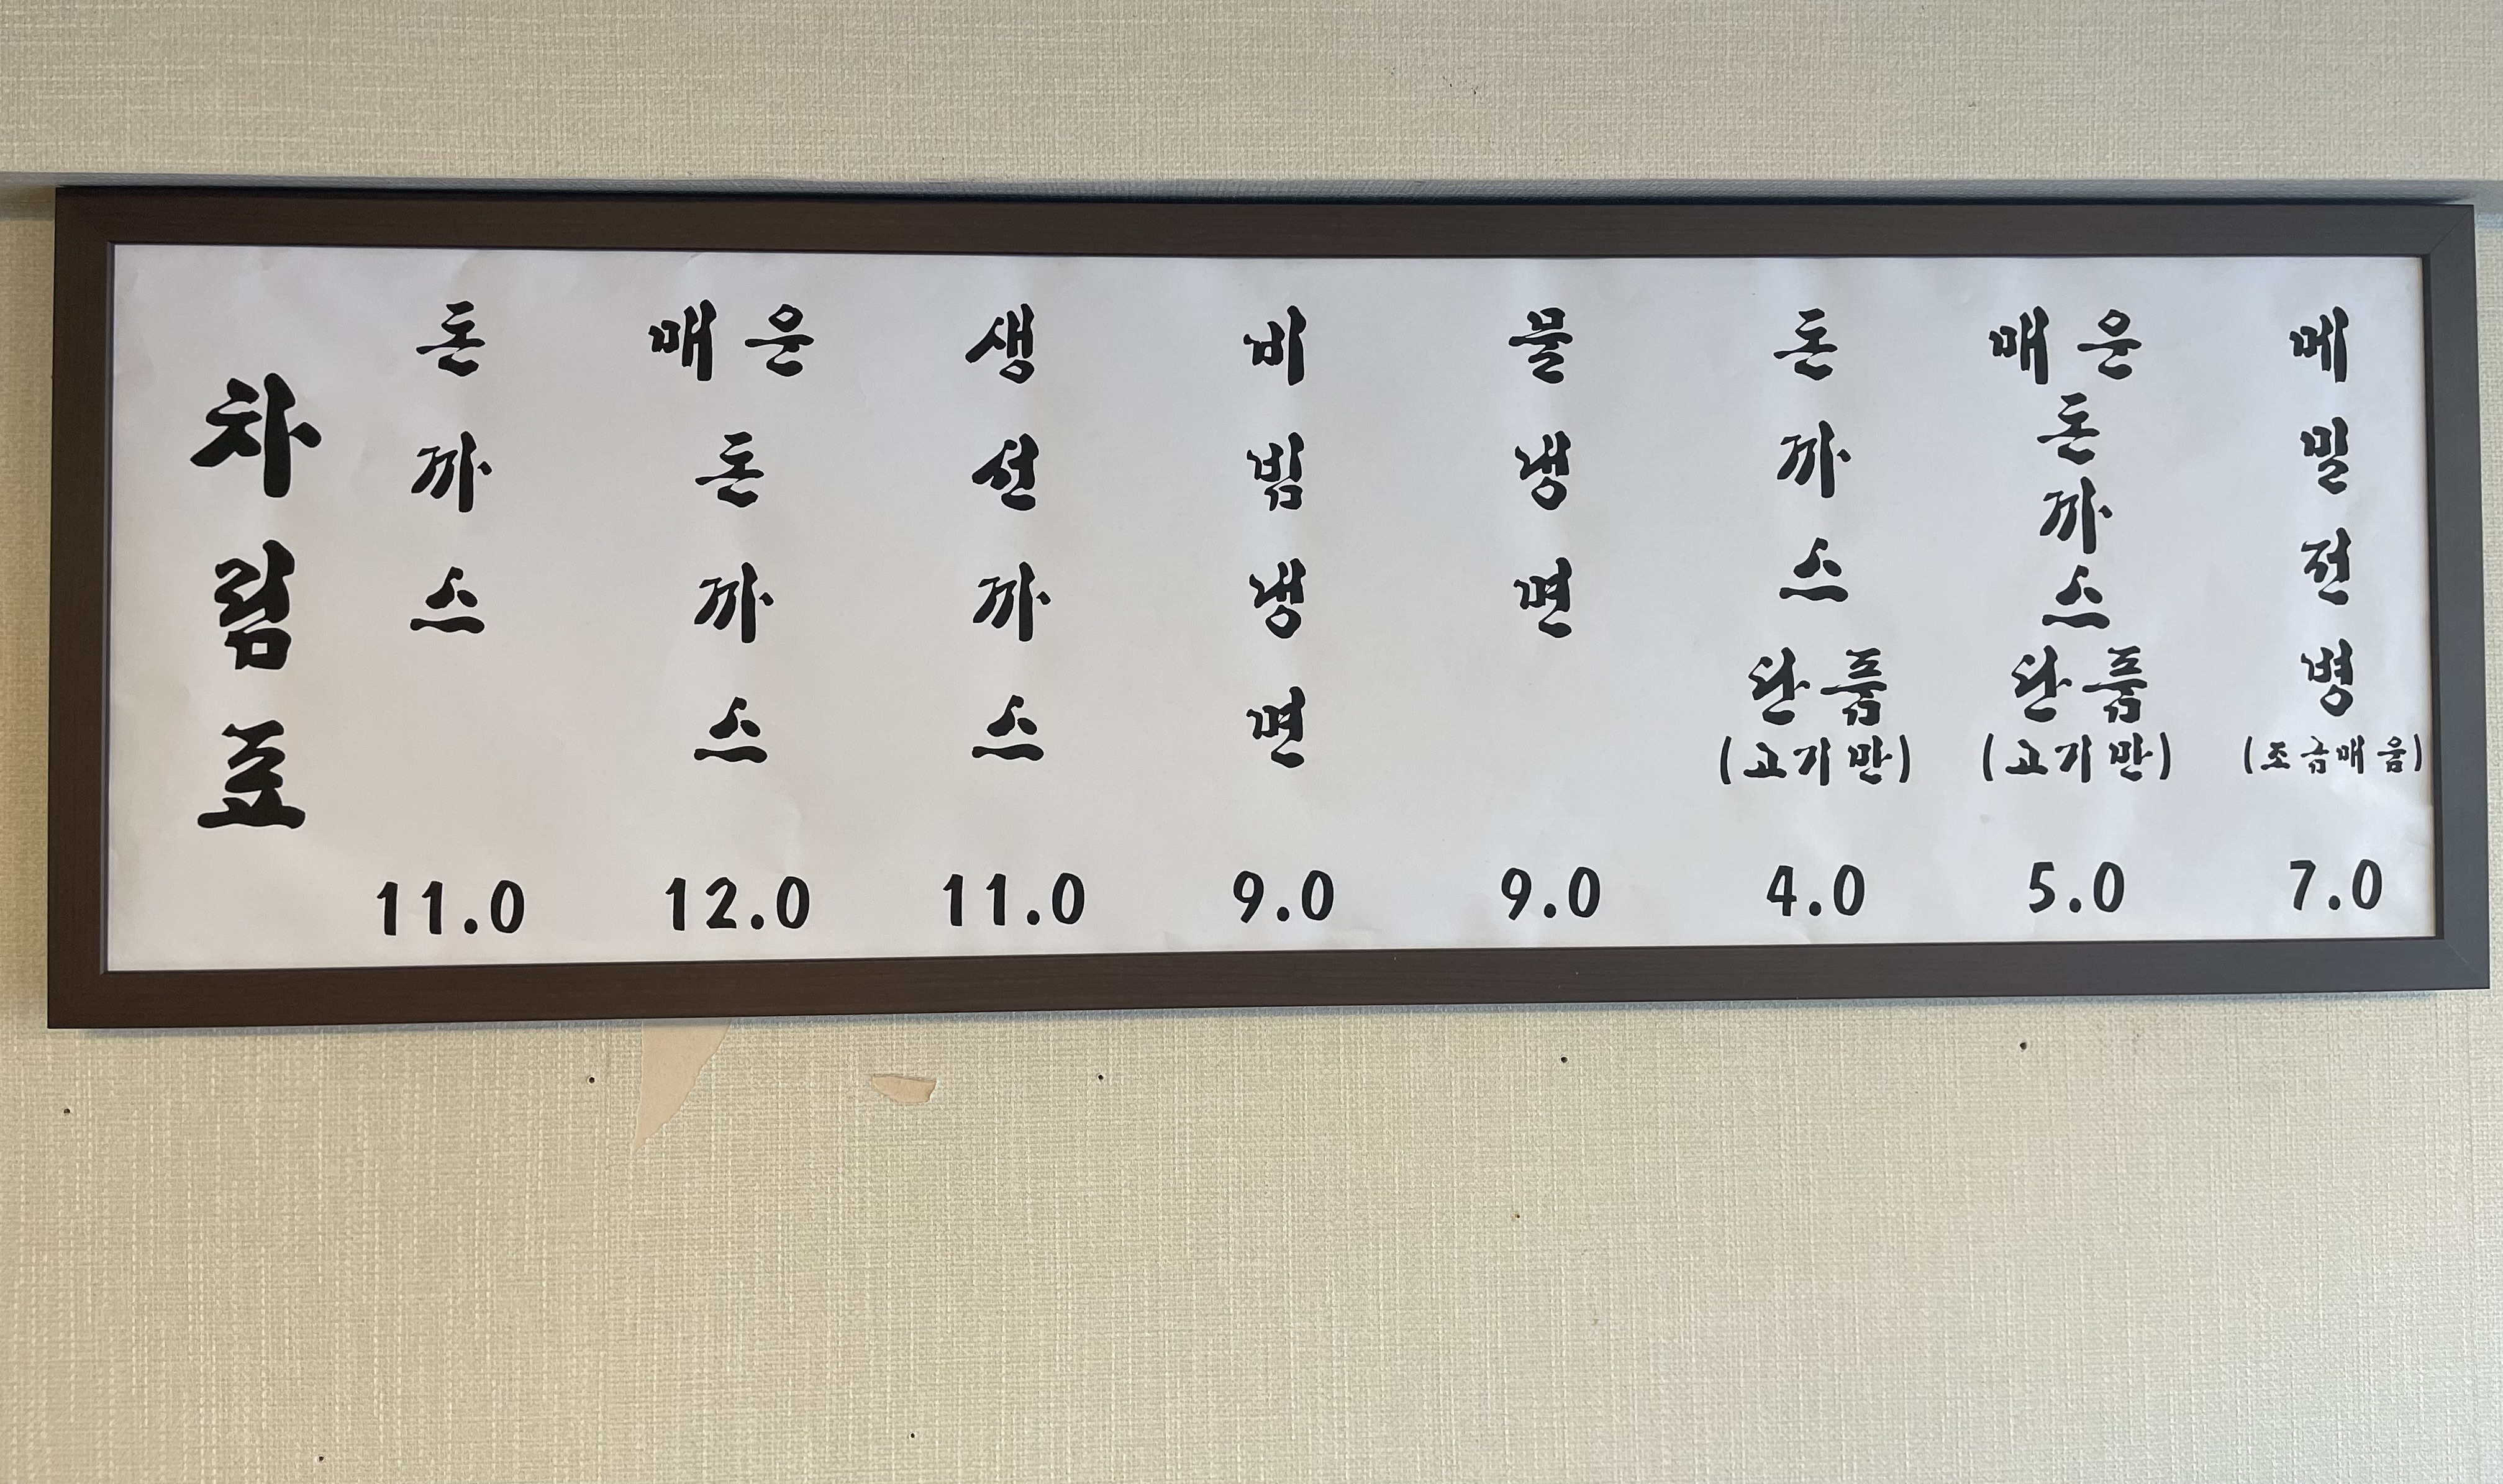 차림표
돈까스
11.0
매운
돈까스
12.0
생선까스
11.0
비빔냉면
9.0
물냉면
9.0
돈까스
단품
(고기만)
4.0
매운
돈까스
단품
(고기만)
5.0
메밀전병
(조금매움)
7.0